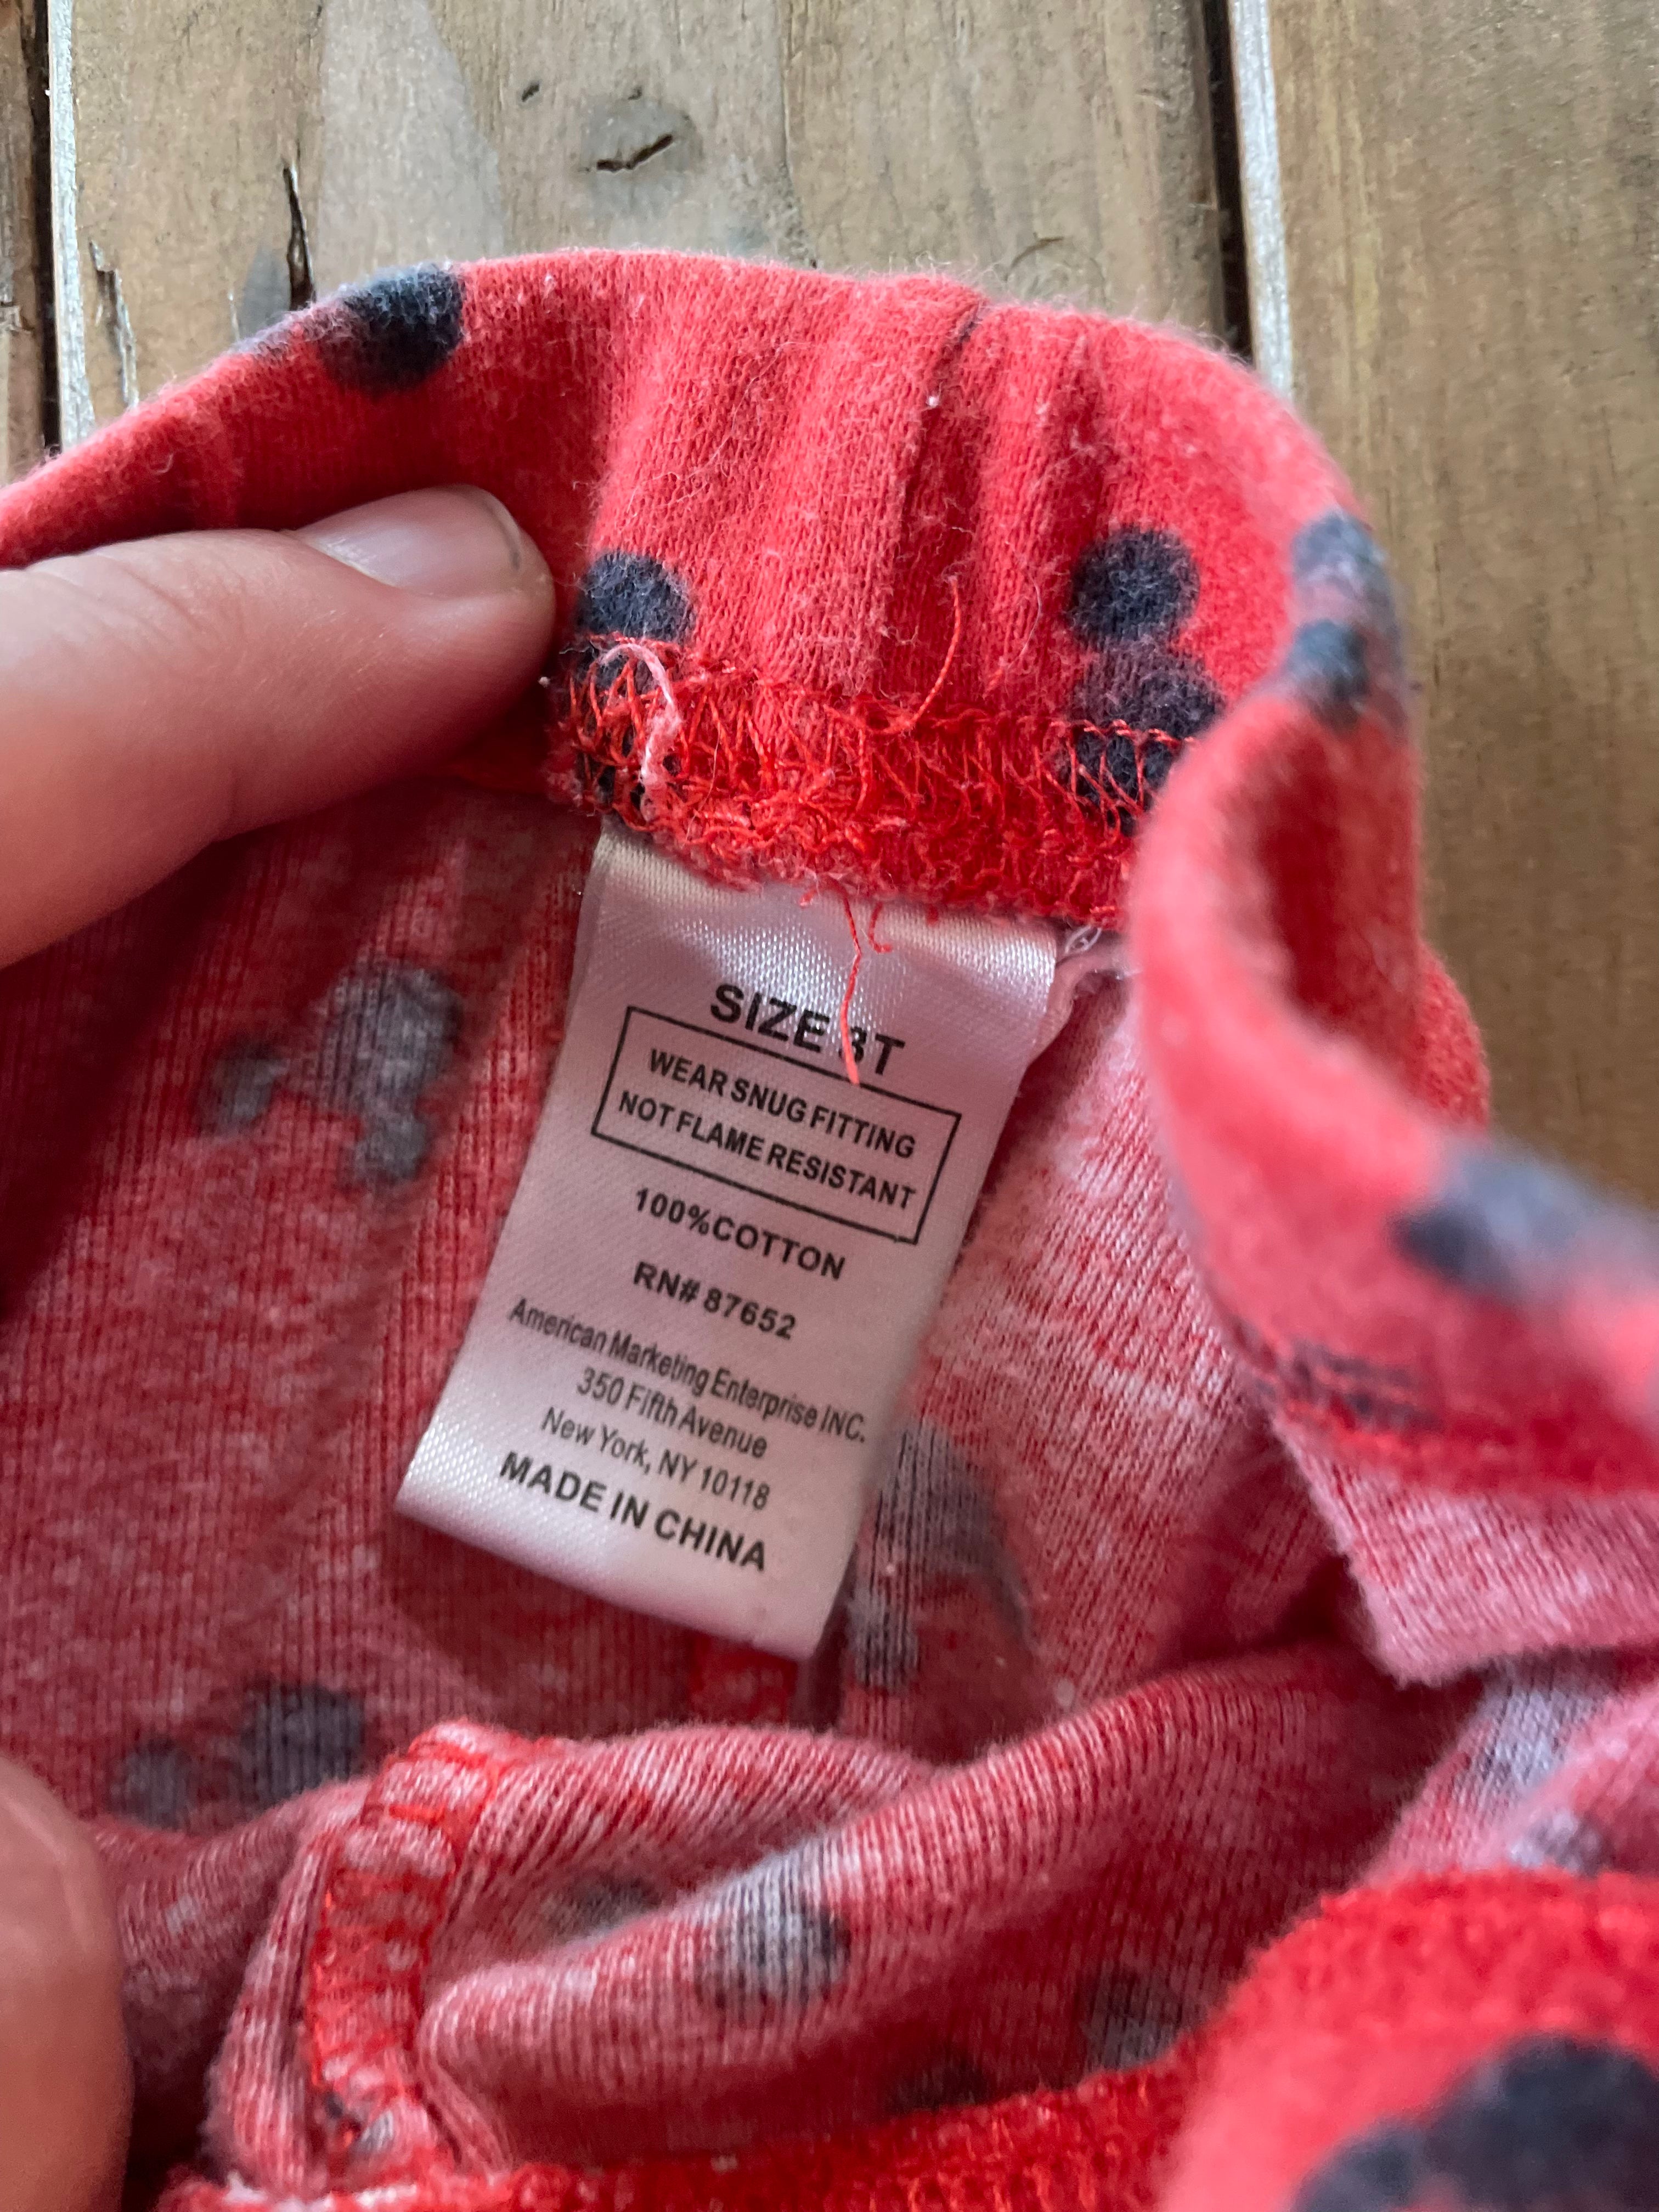 SIZE 3T
WEAR SNUG FITTING
NOT FLAME RESISTANT
100%COTTON
RN# 87652
American Marketing Enterprise INC.
350 Fifth Avenue
New York, NY 10118
MADE IN CHINA